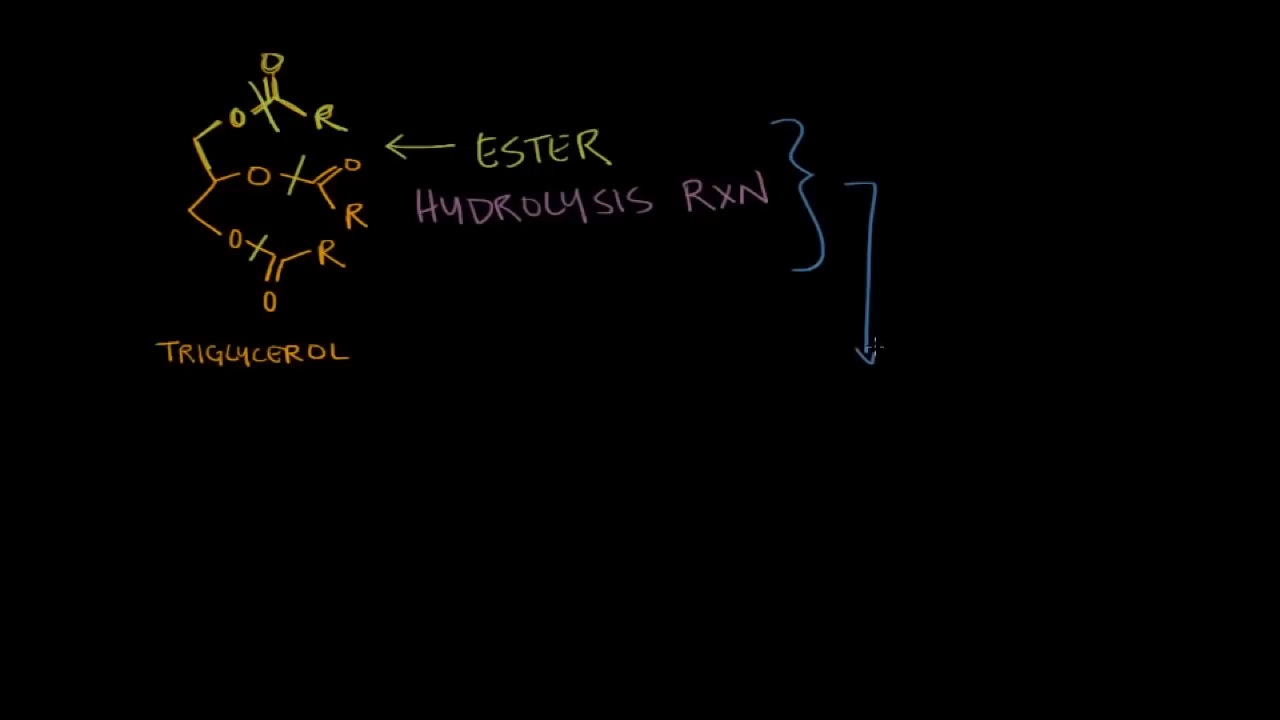 O
O R
O O
R
O R
O
← ESTER
HYDROLYSIS RXN
TRIGLYCEROL